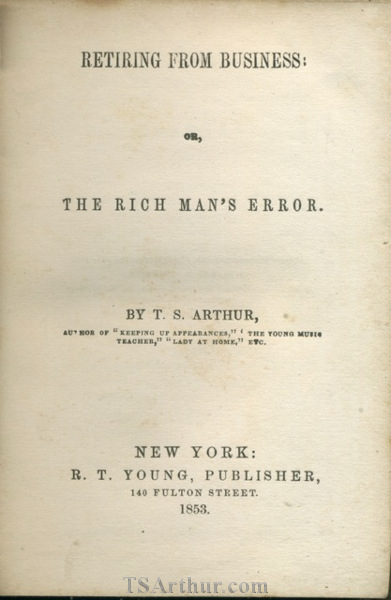 RETIRING FROM BUSINESS:
OR,
THE RICH MAN'S ERROR.
BY T. S. ARTHUR,
AUTHOR OF "KEEPING UP APPEARANCES," "THE YOUNG MUSIC
TEACHER," "LADY AT HOME," ETC.
NEW YORK:
R. T. YOUNG, PUBLISHER,
140 FULTON STREET.
1853.
TSArthur.com